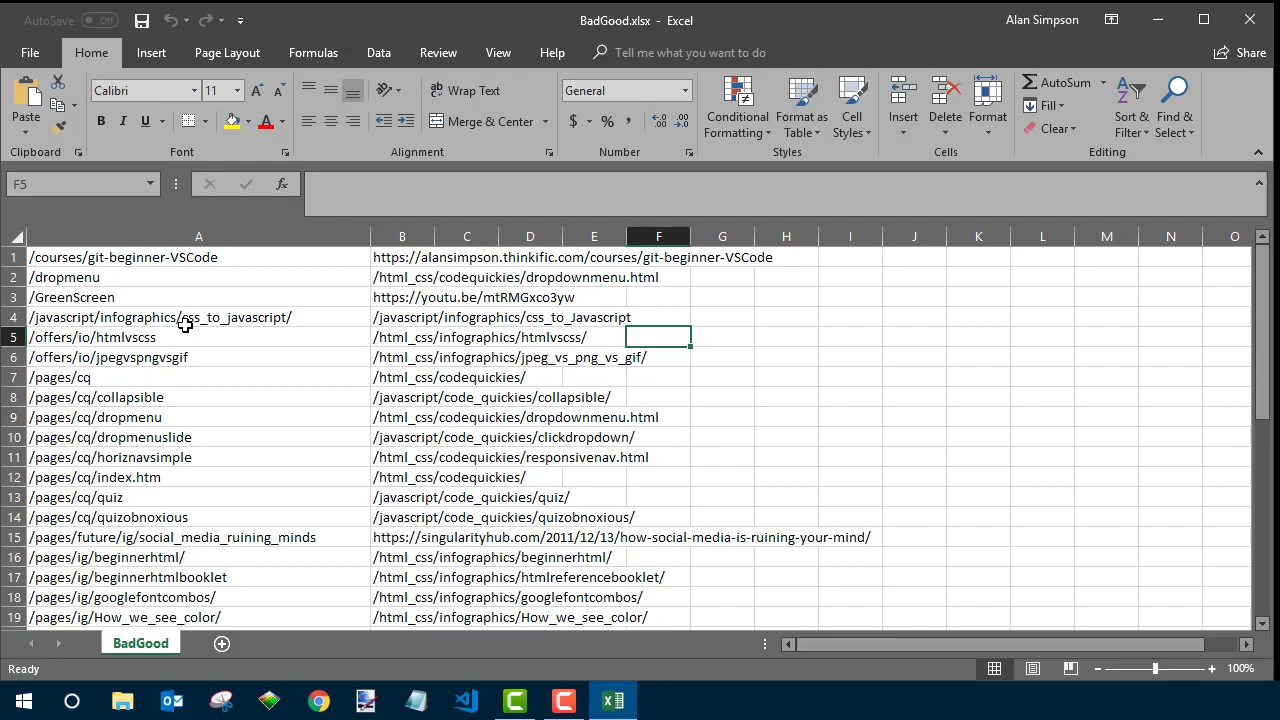 AutoSave Off BadGood.xlsx - Excel Alan Simpson
File Home Insert Page Layout Formulas Data Review View Help Tell me what you want to do Share
Paste Calibri 11 Wrap Text General Conditional Formatting Format as Table Cell Styles Insert Delete Format AutoSum Sort & Filter Find & Select
B I U A Merge & Center $ % Fill
Clear
Clipboard Font Alignment Number Styles Cells Editing
F5 fx
A B C D E F G H I J K L M N O
1 /courses/git-beginner-VSCode https://alansimpson.thinkific.com/courses/git-beginner-VSCode
2 /dropmenu /html_css/codequickies/dropdownmenu.html
3 /GreenScreen https://youtu.be/mtRMGxco3yw
4 /javascript/infographics/css_to_javascript/ /javascript/infographics/css_to_Javascript
5 /offers/io/htmlvscss /html_css/infographics/htmlvscss/
6 /offers/io/jpegvspngvsgif /html_css/infographics/jpeg_vs_png_vs_gif/
7 /pages/cq /html_css/codequickies/
8 /pages/cq/collapsible /javascript/code_quickies/collapsible/
9 /pages/cq/dropmenu /html_css/codequickies/dropdownmenu.html
10 /pages/cq/dropmenuslide /javascript/code_quickies/clickdropdown/
11 /pages/cq/horiznavsimple /html_css/codequickies/responsivenav.html
12 /pages/cq/index.htm /html_css/codequickies/
13 /pages/cq/quiz /javascript/code_quickies/quiz/
14 /pages/cq/quizobnoxious /javascript/code_quickies/quizobnoxious/
15 /pages/future/ig/social_media_ruining_minds https://singularityhub.com/2011/12/13/how-social-media-is-ruining-your-mind/
16 /pages/ig/beginnerhtml/ /html_css/infographics/beginnerhtml/
17 /pages/ig/beginnerhtmlbooklet /html_css/infographics/htmlreferencebooklet/
18 /pages/ig/googlefontcombos/ /html_css/infographics/googlefontcombos/
19 /pages/ig/How_we_see_color/ /html_css/infographics/How_we_see_color/
BadGood
Ready 100%